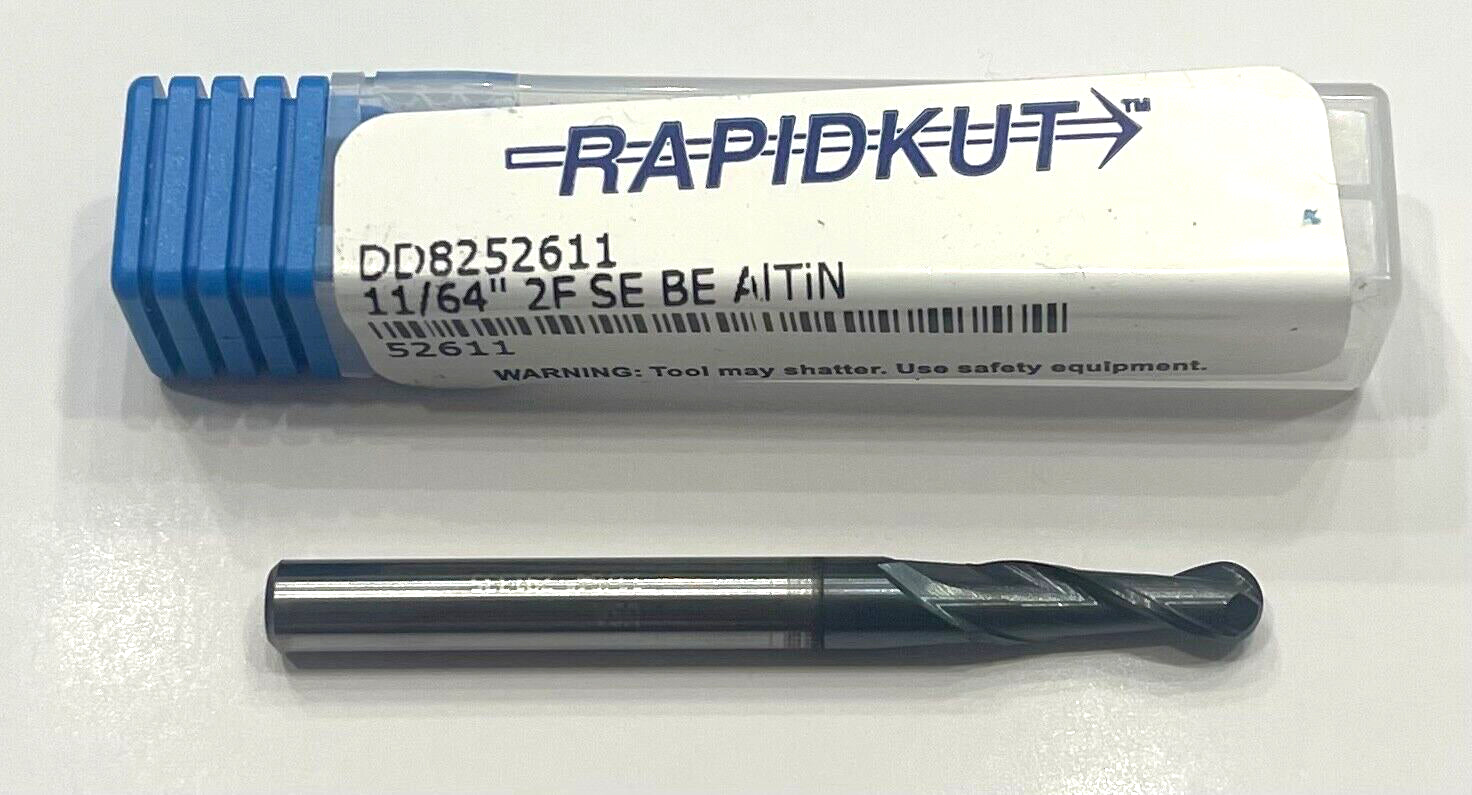 RAPIDKUT™
DD8252611
11/64" 2F SE BE AlTiN
52611
WARNING: Tool may shatter. Use safety equipment.